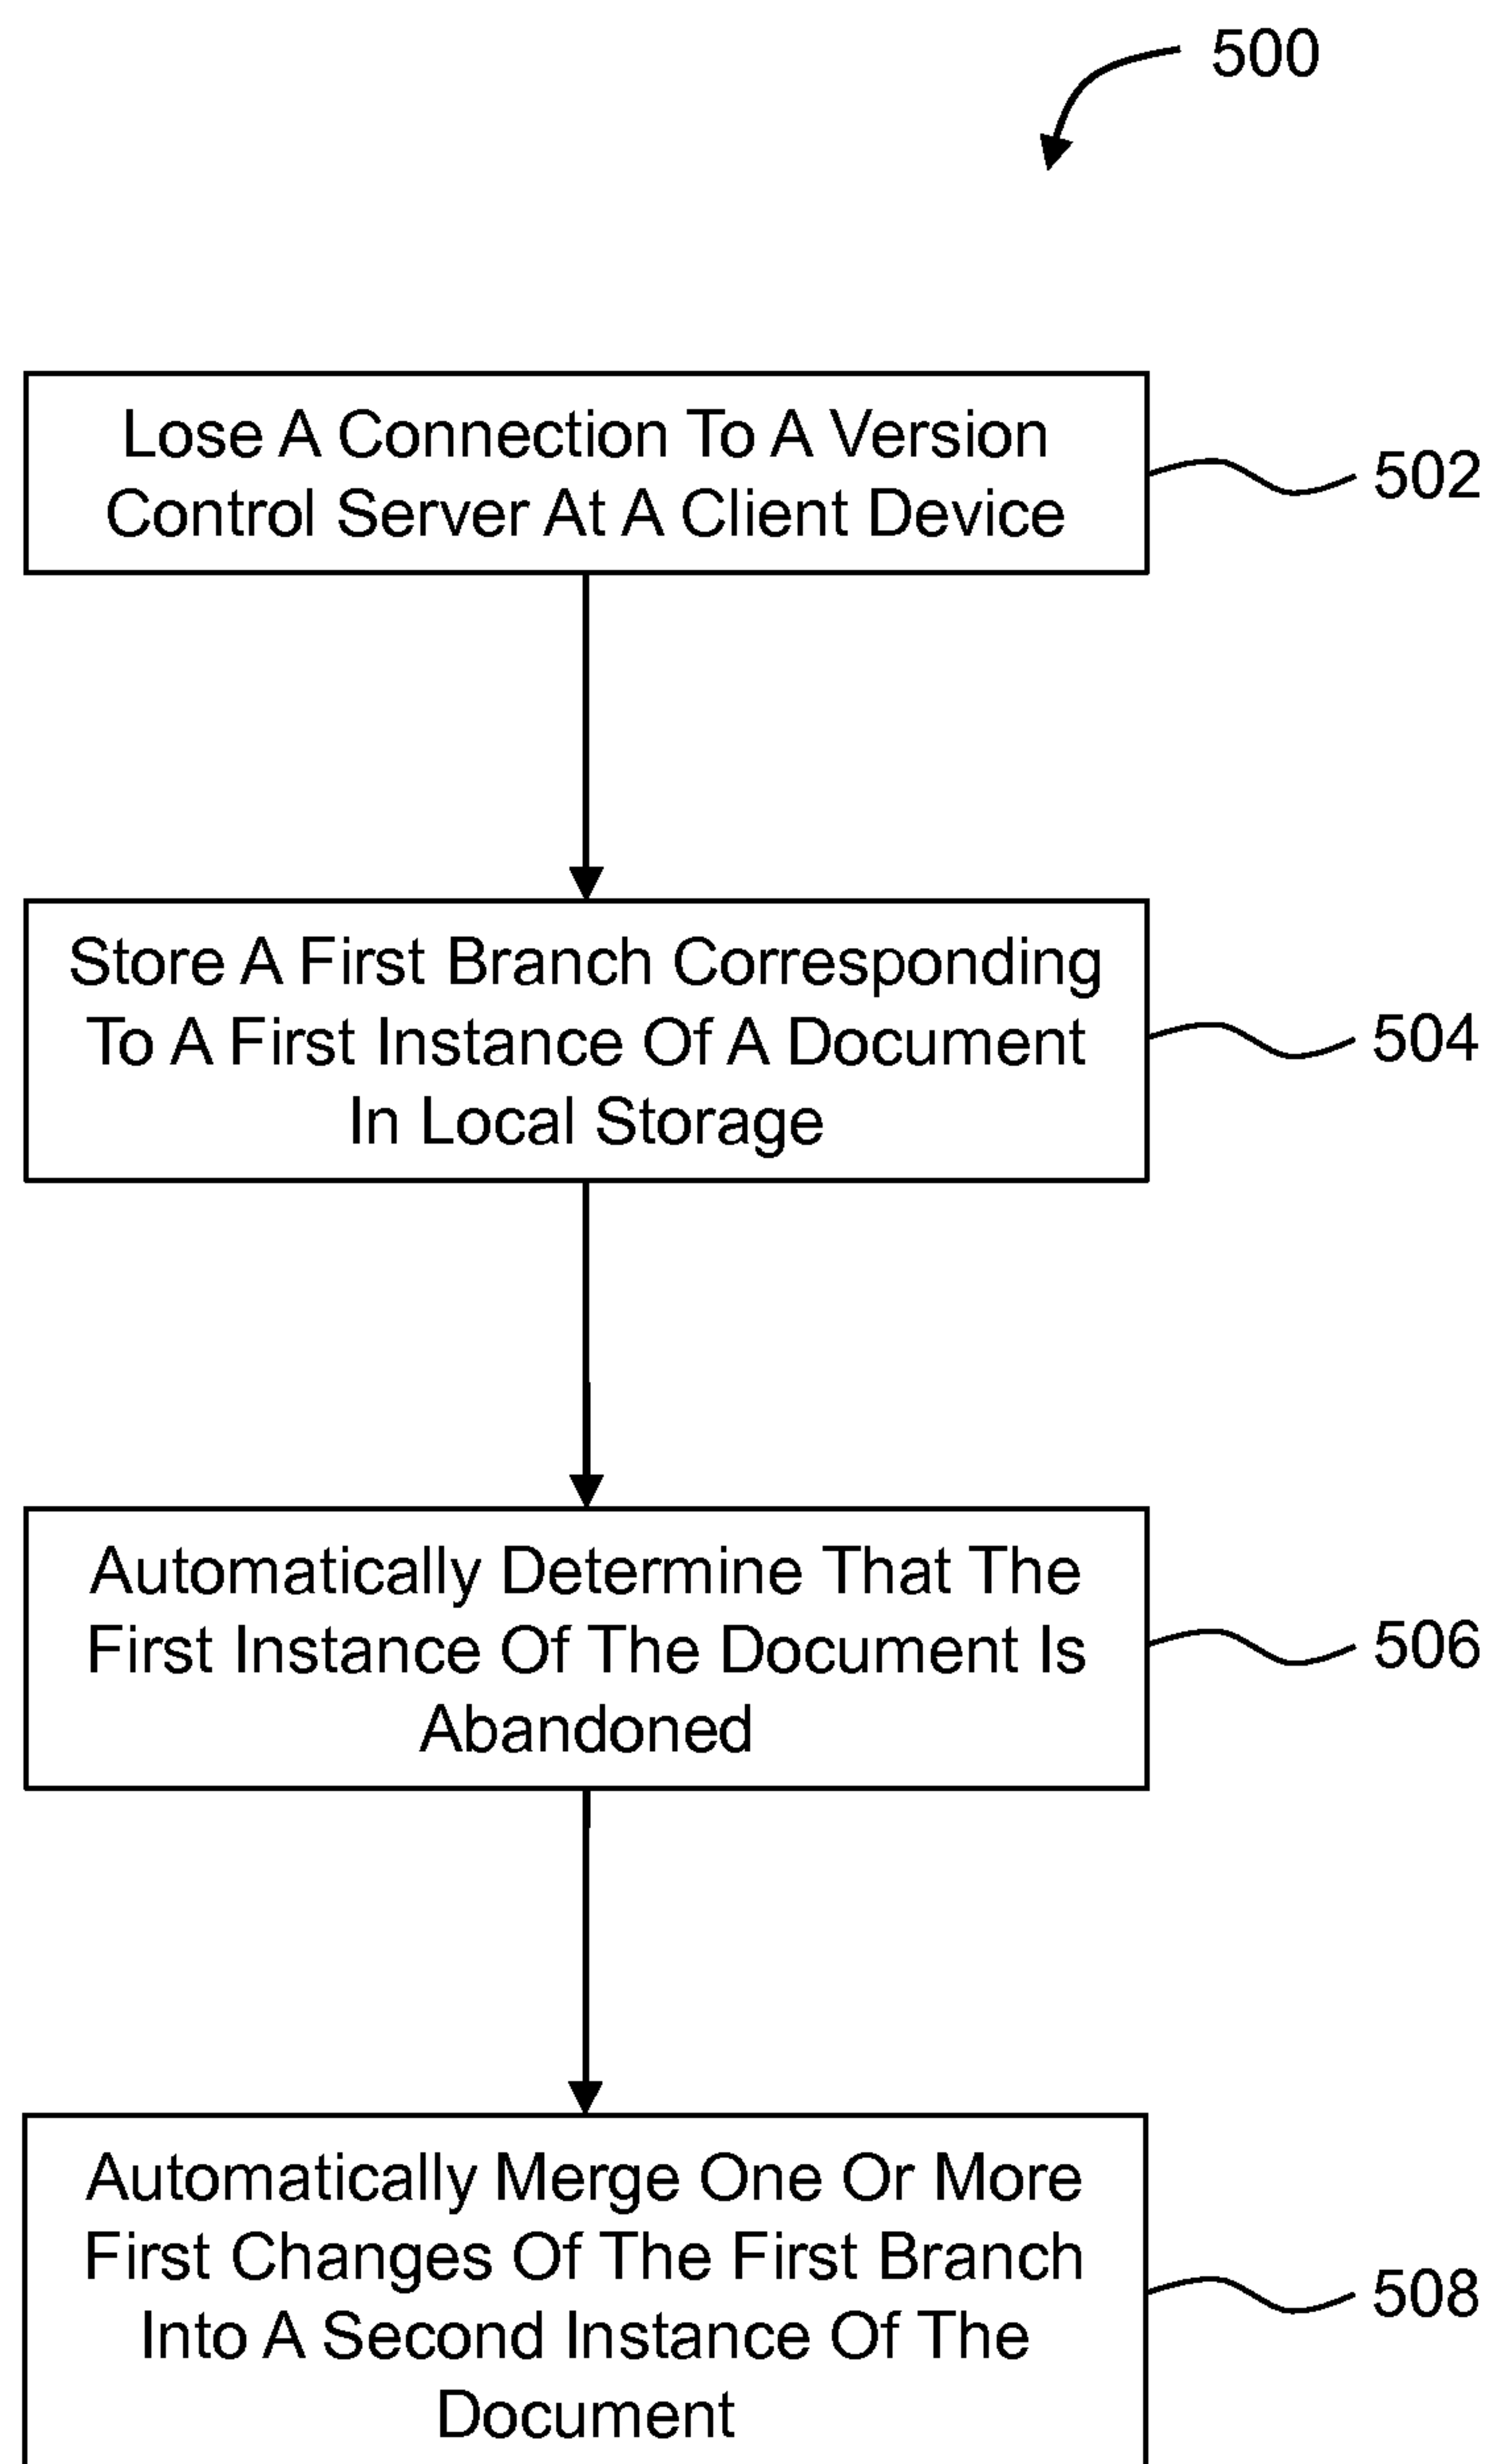 500
Lose A Connection To A Version
Control Server At A Client Device
502
Store A First Branch Corresponding
To A First Instance Of A Document
In Local Storage
504
Automatically Determine That The
First Instance Of The Document Is
Abandoned
506
Automatically Merge One Or More
First Changes Of The First Branch
Into A Second Instance Of The
Document
508